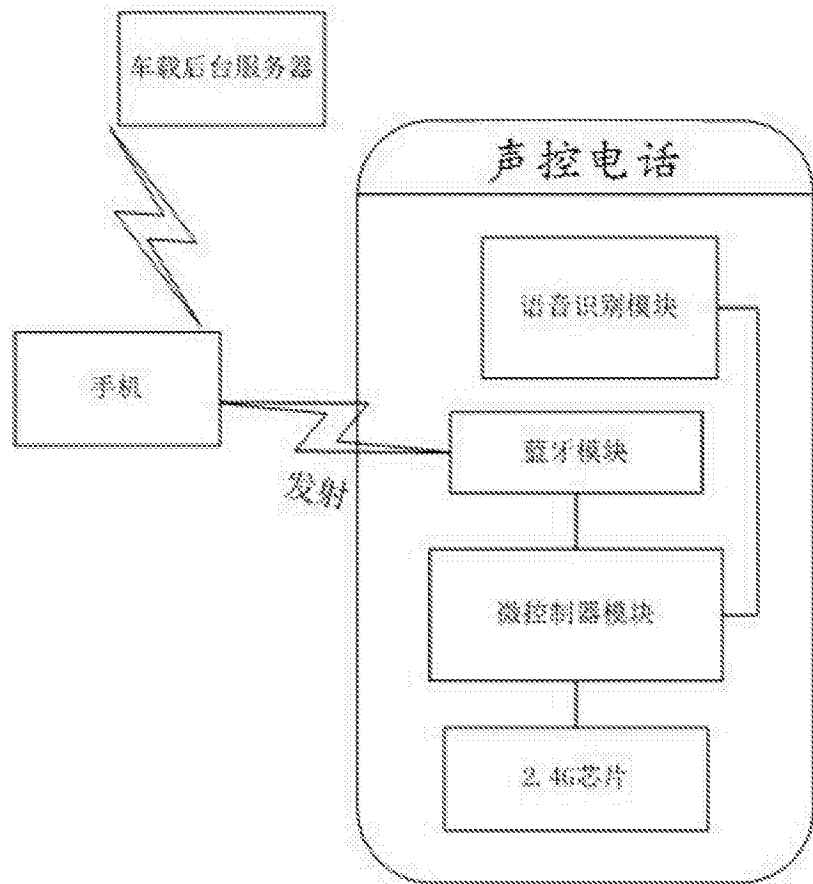 车载后台服务器
声控电话
语音识别模块
手机
蓝牙模块
发射
微控制器模块
2.4G芯片